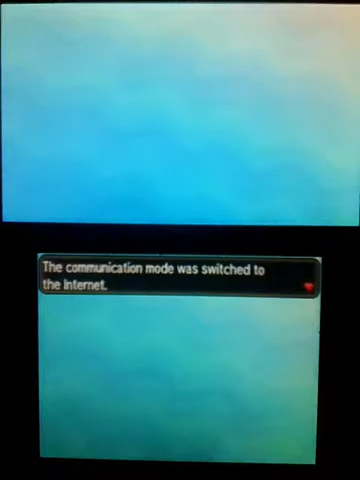 The communication mode was switched to
the Internet.